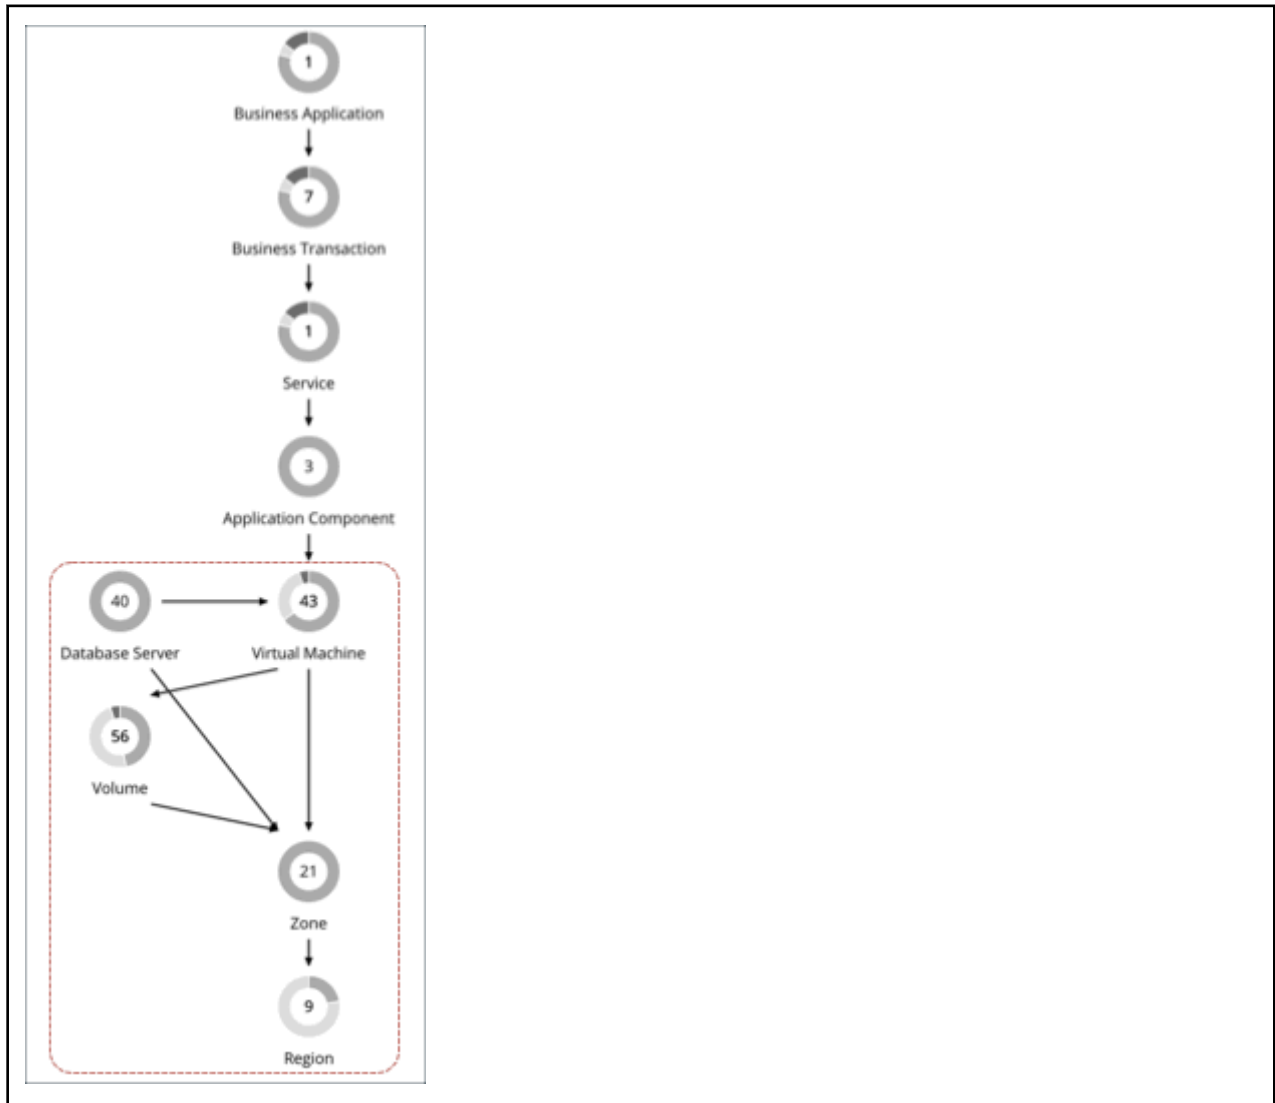 1
Business Application
7
Business Transaction
1
Service
3
Application Component
40
43
Database Server
Virtual Machine
56
Volume
21
Zone
9
Region